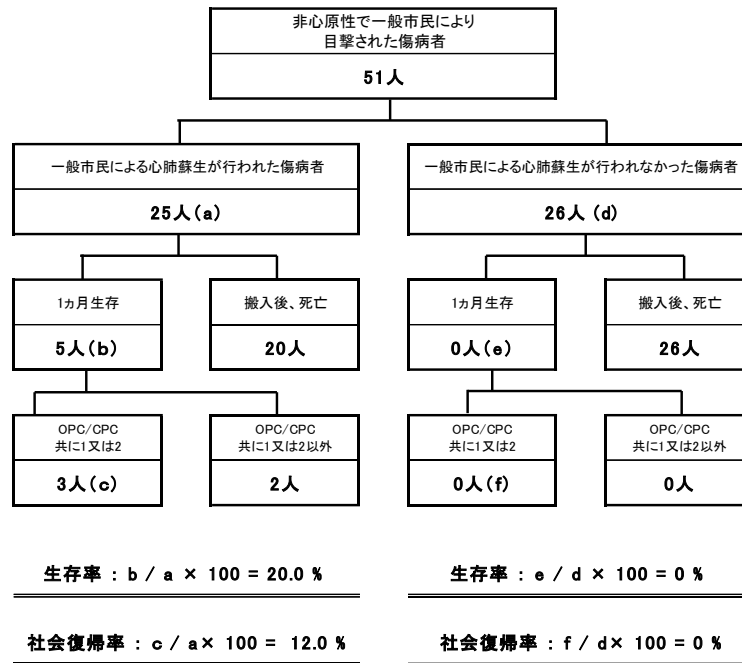 非心原性で一般市民により
目撃された傷病者
51人
一般市民による心肺蘇生が行われた傷病者
一般市民による心肺蘇生が行われなかった傷病者
25人(a)
26人 (d)
1ヵ月生存
搬入後、死亡
1ヵ月生存
搬入後、死亡
5人(b)
20人
0人(e)
26人
OPC/CPC
共に1又は2
OPC/CPC
共に1又は2以外
OPC/CPC
共に1又は2
OPC/CPC
共に1又は2以外
3人(c)
2人
0人(f)
0人
生存率 : b / a × 100 = 20.0 %
生存率 : e / d × 100 = 0 %
社会復帰率 : c / a× 100 = 12.0 %
社会復帰率 : f / d× 100 = 0 %